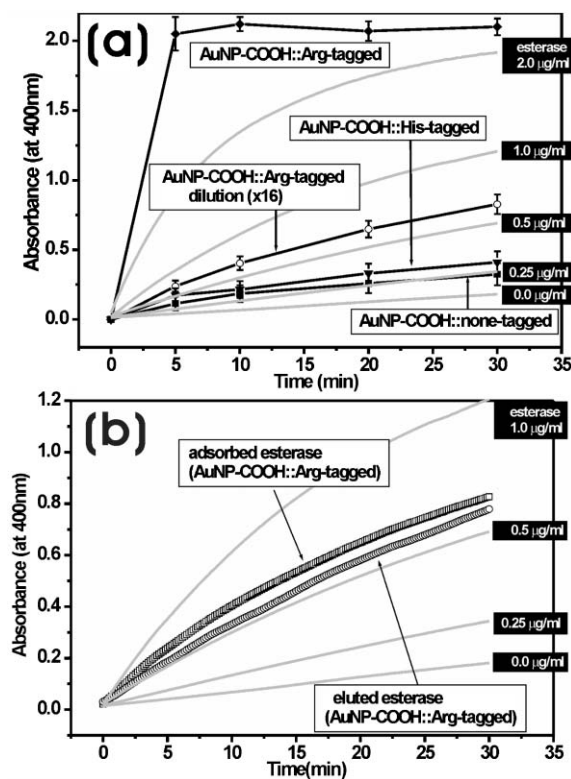 (a)
2.0
1.5
1.0
0.5
0.0
Absorbance (at 400nm)
0 5 10 15 20 25 30 35
Time (min)
AuNP-COOH::Arg-tagged
AuNP-COOH::His-tagged
AuNP-COOH::Arg-tagged
dilution (x16)
AuNP-COOH::none-tagged
esterase
2.0 µg/ml
1.0 µg/ml
0.5 µg/ml
0.25 µg/ml
0.0 µg/ml
(b)
1.2
1.0
0.8
0.6
0.4
0.2
0.0
Absorbance (at 400nm)
0 5 10 15 20 25 30 35
Time(min)
adsorbed esterase
(AuNP-COOH::Arg-tagged)
eluted esterase
(AuNP-COOH::Arg-tagged)
esterase
1.0 µg/ml
0.5 µg/ml
0.25 µg/ml
0.0 µg/ml